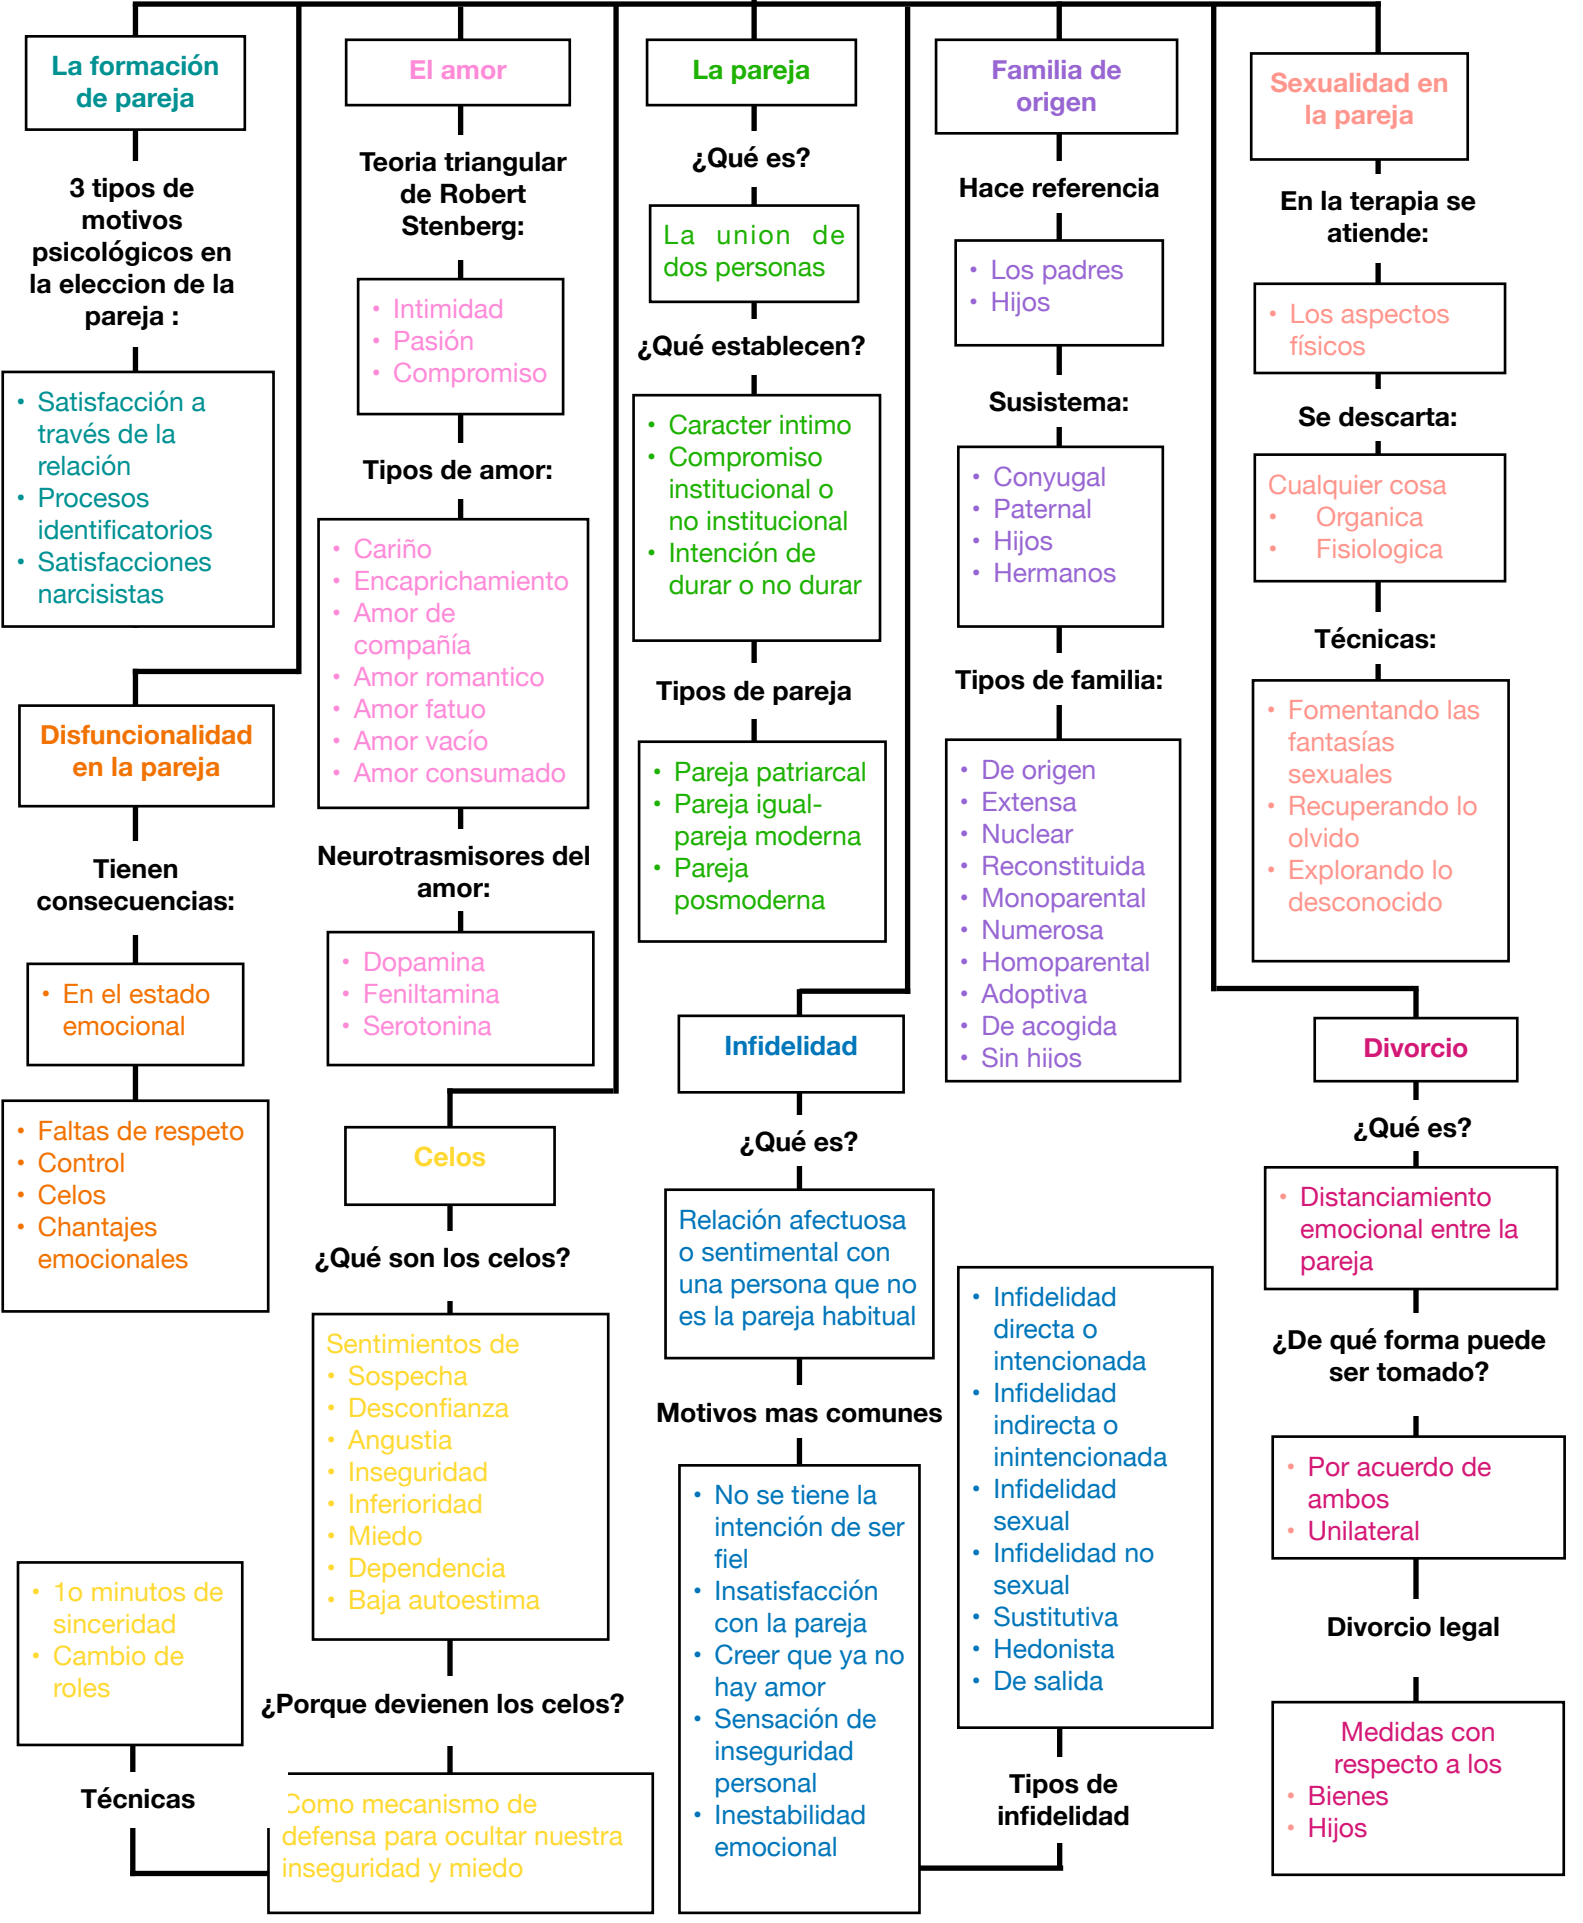 La formación
de pareja
3 tipos de
motivos
psicológicos en
la eleccion de la
pareja :
• Satisfacción a
través de la
relación
• Procesos
identificatorios
• Satisfacciones
narcisistas
Disfuncionalidad
en la pareja
Tienen
consecuencias:
• En el estado
emocional
• Faltas de respeto
• Control
• Celos
• Chantajes
emocionales
El amor
Teoria triangular
de Robert
Stenberg:
• Intimidad
• Pasión
• Compromiso
Tipos de amor:
• Cariño
• Encaprichamiento
• Amor de
compañía
• Amor romantico
• Amor fatuo
• Amor vacío
• Amor consumado
Neurotrasmisores del
amor:
• Dopamina
• Feniltamina
• Serotonina
Celos
¿Qué son los celos?
Sentimientos de
• Sospecha
• Desconfianza
• Angustia
• Inseguridad
• Inferioridad
• Miedo
• Dependencia
• Baja autoestima
¿Porque devienen los celos?
Como mecanismo de
defensa para ocultar nuestra
inseguridad y miedo
Técnicas
• 1o minutos de
sinceridad
• Cambio de
roles
La pareja
¿Qué es?
La union de
dos personas
¿Qué establecen?
• Caracter intimo
• Compromiso
institucional o
no institucional
• Intención de
durar o no durar
Tipos de pareja
• Pareja patriarcal
• Pareja igual-
pareja moderna
• Pareja
posmoderna
Infidelidad
¿Qué es?
Relación afectuosa
o sentimental con
una persona que no
es la pareja habitual
Motivos mas comunes
• No se tiene la
intención de ser
fiel
• Insatisfacción
con la pareja
• Creer que ya no
hay amor
• Sensación de
inseguridad
personal
• Inestabilidad
emocional
Tipos de
infidelidad
• Infidelidad
directa o
intencionada
• Infidelidad
indirecta o
inintencionada
• Infidelidad
sexual
• Infidelidad no
sexual
• Sustitutiva
• Hedonista
• De salida
Familia de
origen
Hace referencia
• Los padres
• Hijos
Susistema:
• Conyugal
• Paternal
• Hijos
• Hermanos
Tipos de familia:
• De origen
• Extensa
• Nuclear
• Reconstituida
• Monoparental
• Numerosa
• Homoparental
• Adoptiva
• De acogida
• Sin hijos
Sexualidad en
la pareja
En la terapia se
atiende:
• Los aspectos
físicos
Se descarta:
Cualquier cosa
• Organica
• Fisiologica
Técnicas:
• Fomentando las
fantasías
sexuales
• Recuperando lo
olvido
• Explorando lo
desconocido
Divorcio
¿Qué es?
• Distanciamiento
emocional entre la
pareja
¿De qué forma puede
ser tomado?
• Por acuerdo de
ambos
• Unilateral
Divorcio legal
Medidas con
respecto a los
• Bienes
• Hijos